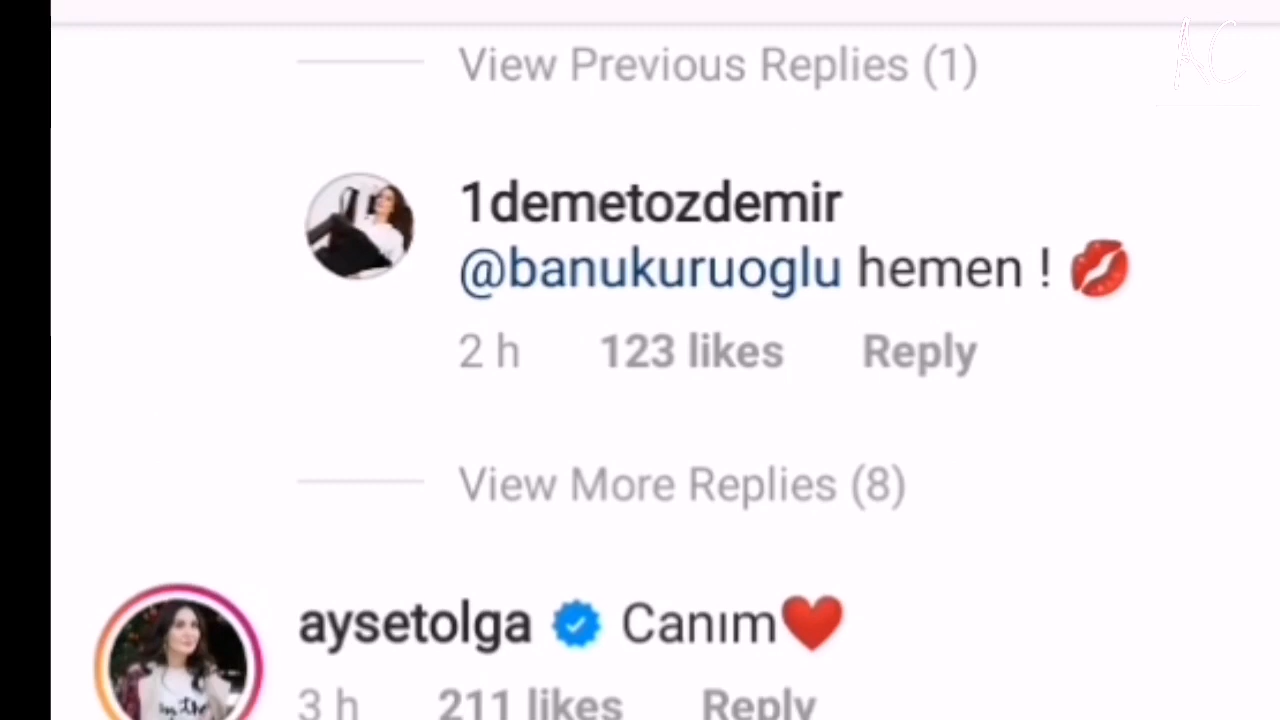 AC
View Previous Replies (1)
1demetozdemir
@banukuruoglu hemen ! 💋
2 h 123 likes Reply
View More Replies (8)
aysetolga Canım❤️
3 h 211 likes Reply